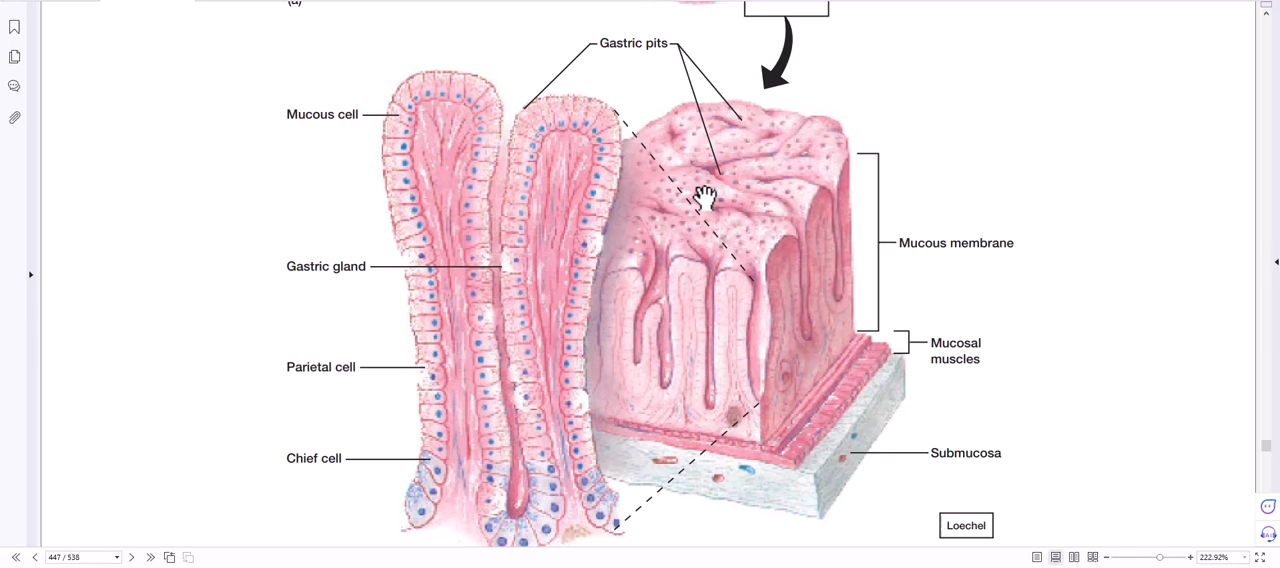 (a)
Gastric pits
Mucous cell
Gastric gland
Mucous membrane
Mucosal
muscles
Parietal cell
Chief cell
Submucosa
Loechel
447 / 538
222.92%